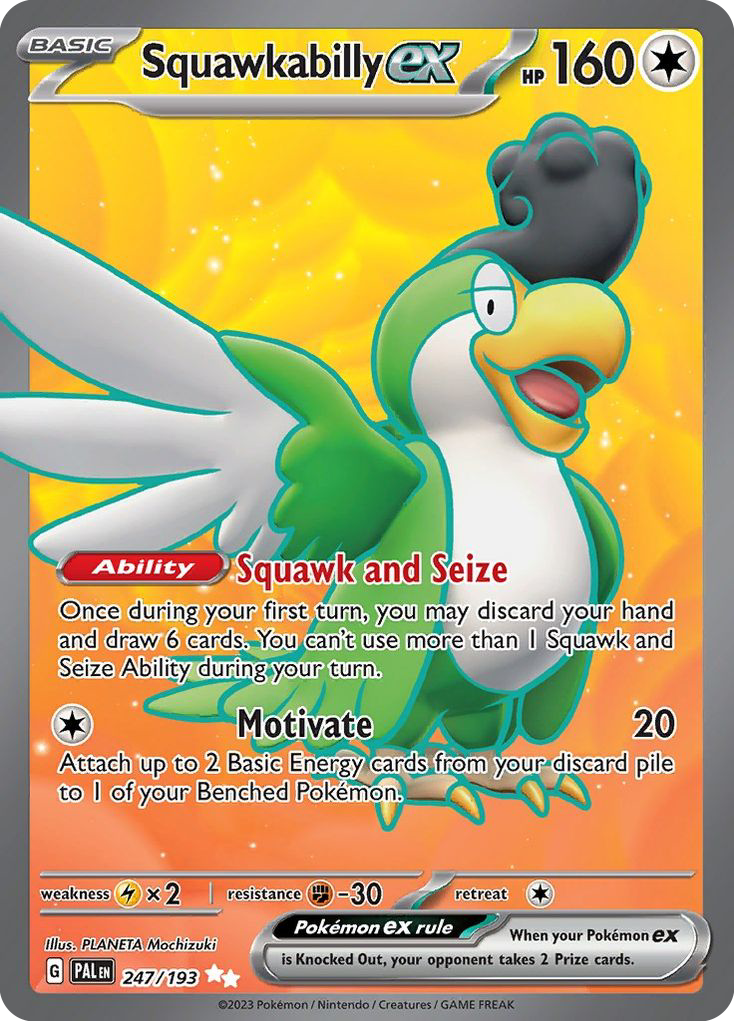 BASIC
Squawkabilly ex HP 160
Ability Squawk and Seize
Once during your first turn, you may discard your hand
and draw 6 cards. You can't use more than 1 Squawk and
Seize Ability during your turn.
Motivate 20
Attach up to 2 Basic Energy cards from your discard pile
to 1 of your Benched Pokémon.
weakness ×2 resistance -30 retreat
Pokémon ex rule When your Pokémon ex
is Knocked Out, your opponent takes 2 Prize cards.
Illus. PLANETA Mochizuki
G PAL EN 247/193
©2023 Pokémon / Nintendo / Creatures / GAME FREAK